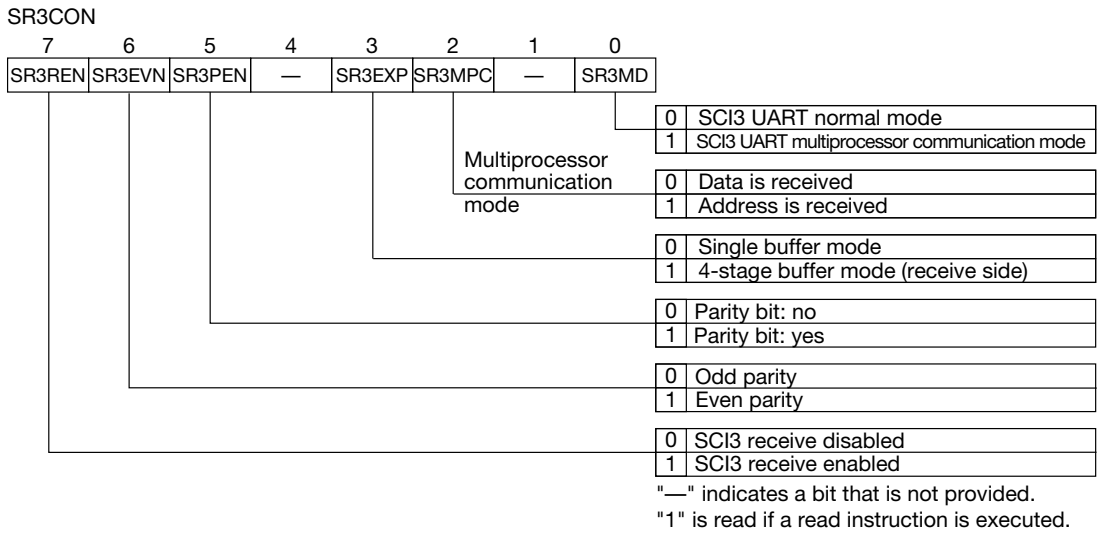 SR3CON
7 6 5 4 3 2 1 0
SR3REN SR3EVN SR3PEN — SR3EXP SR3MPC — SR3MD
0 SCI3 UART normal mode
1 SCI3 UART multiprocessor communication mode
Multiprocessor
communication
mode
0 Data is received
1 Address is received
0 Single buffer mode
1 4-stage buffer mode (receive side)
0 Parity bit: no
1 Parity bit: yes
0 Odd parity
1 Even parity
0 SCI3 receive disabled
1 SCI3 receive enabled
"—" indicates a bit that is not provided.
"1" is read if a read instruction is executed.